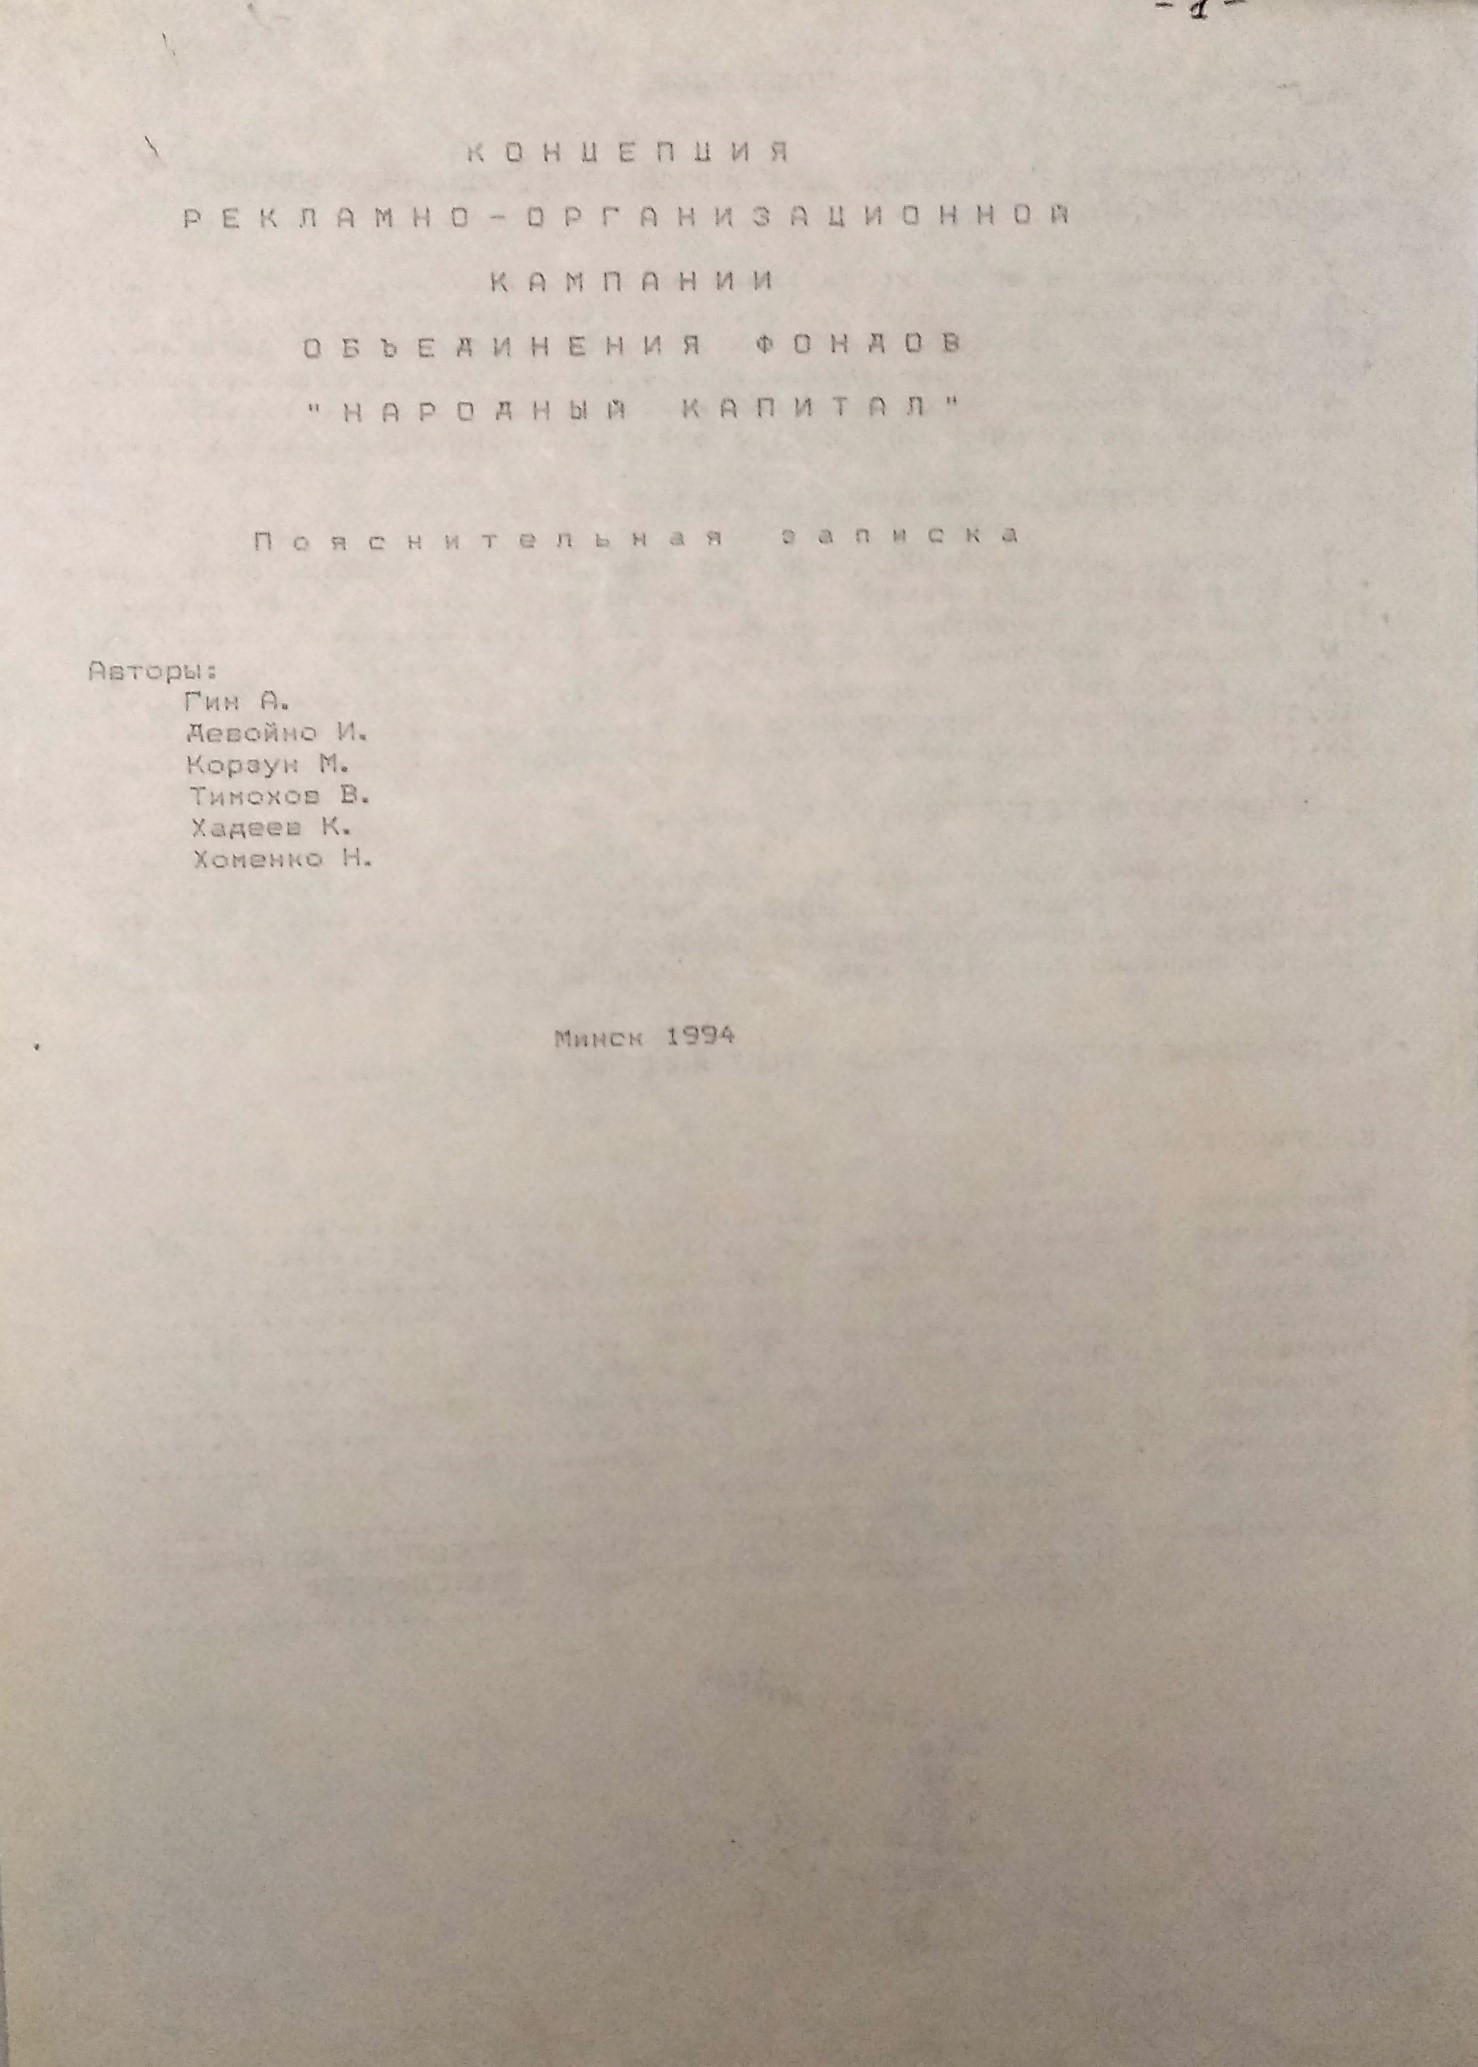 - 1 -
КОНЦЕПЦИЯ
РЕКЛАМНО-ОРГАНИЗАЦИОННОЙ
КАМПАНИИ
ОБЪЕДИНЕНИЯ ФОНДОВ
"НАРОДНЫЙ КАПИТАЛ"
Пояснительная записка
Авторы:
Гин А.
Девойно И.
Корзун М.
Тимохов В.
Хадеев К.
Хоменко Н.
Минск 1994